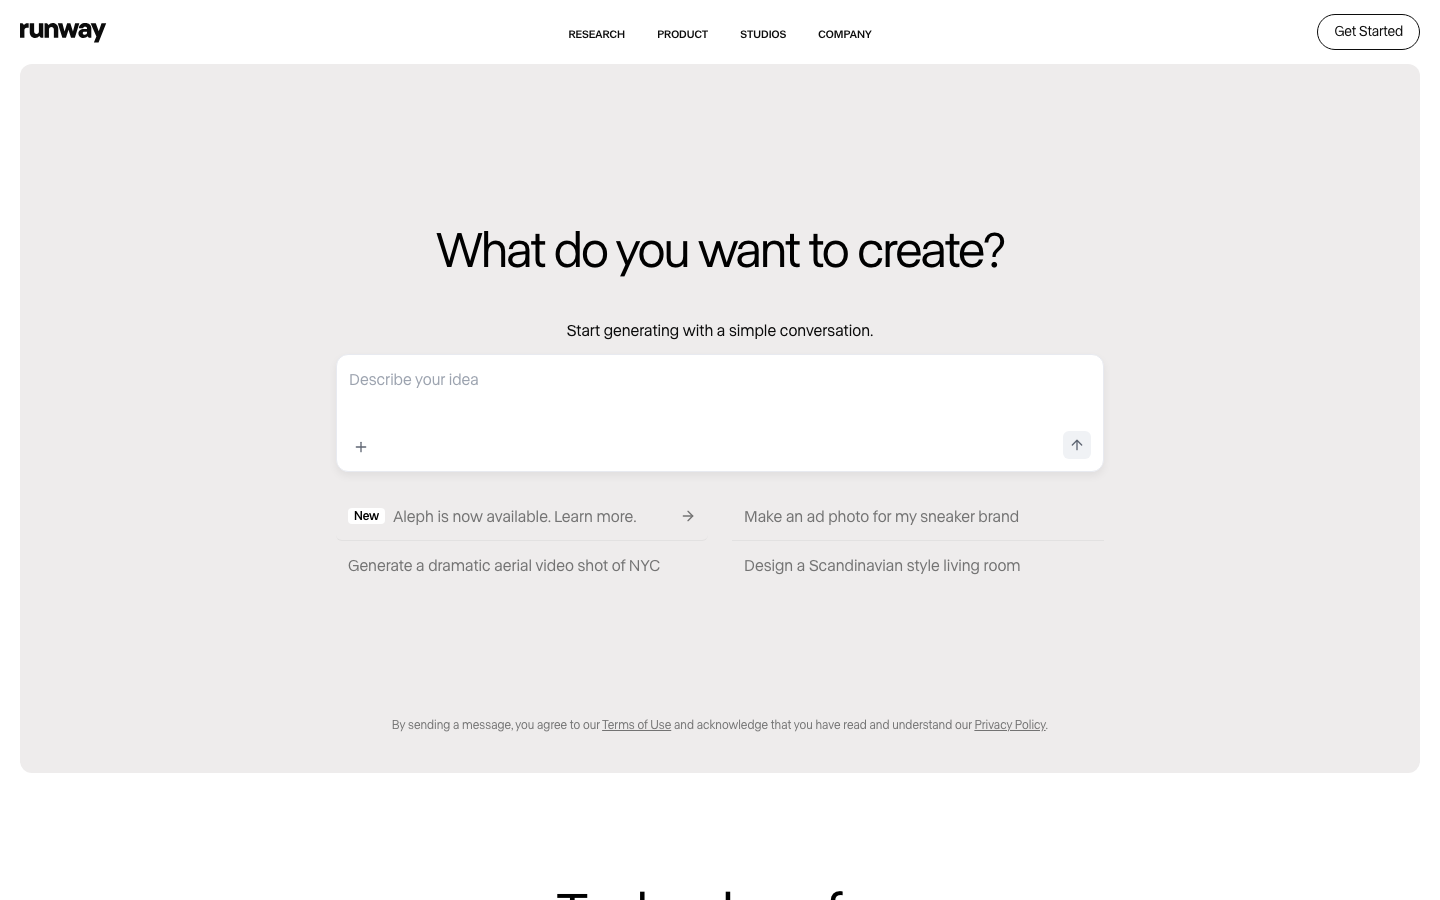 runway
RESEARCH
PRODUCT
STUDIOS
COMPANY
Get Started
What do you want to create?
Start generating with a simple conversation.
Describe your idea
New Aleph is now available. Learn more.
Make an ad photo for my sneaker brand
Generate a dramatic aerial video shot of NYC
Design a Scandinavian style living room
By sending a message, you agree to our Terms of Use and acknowledge that you have read and understand our Privacy Policy.